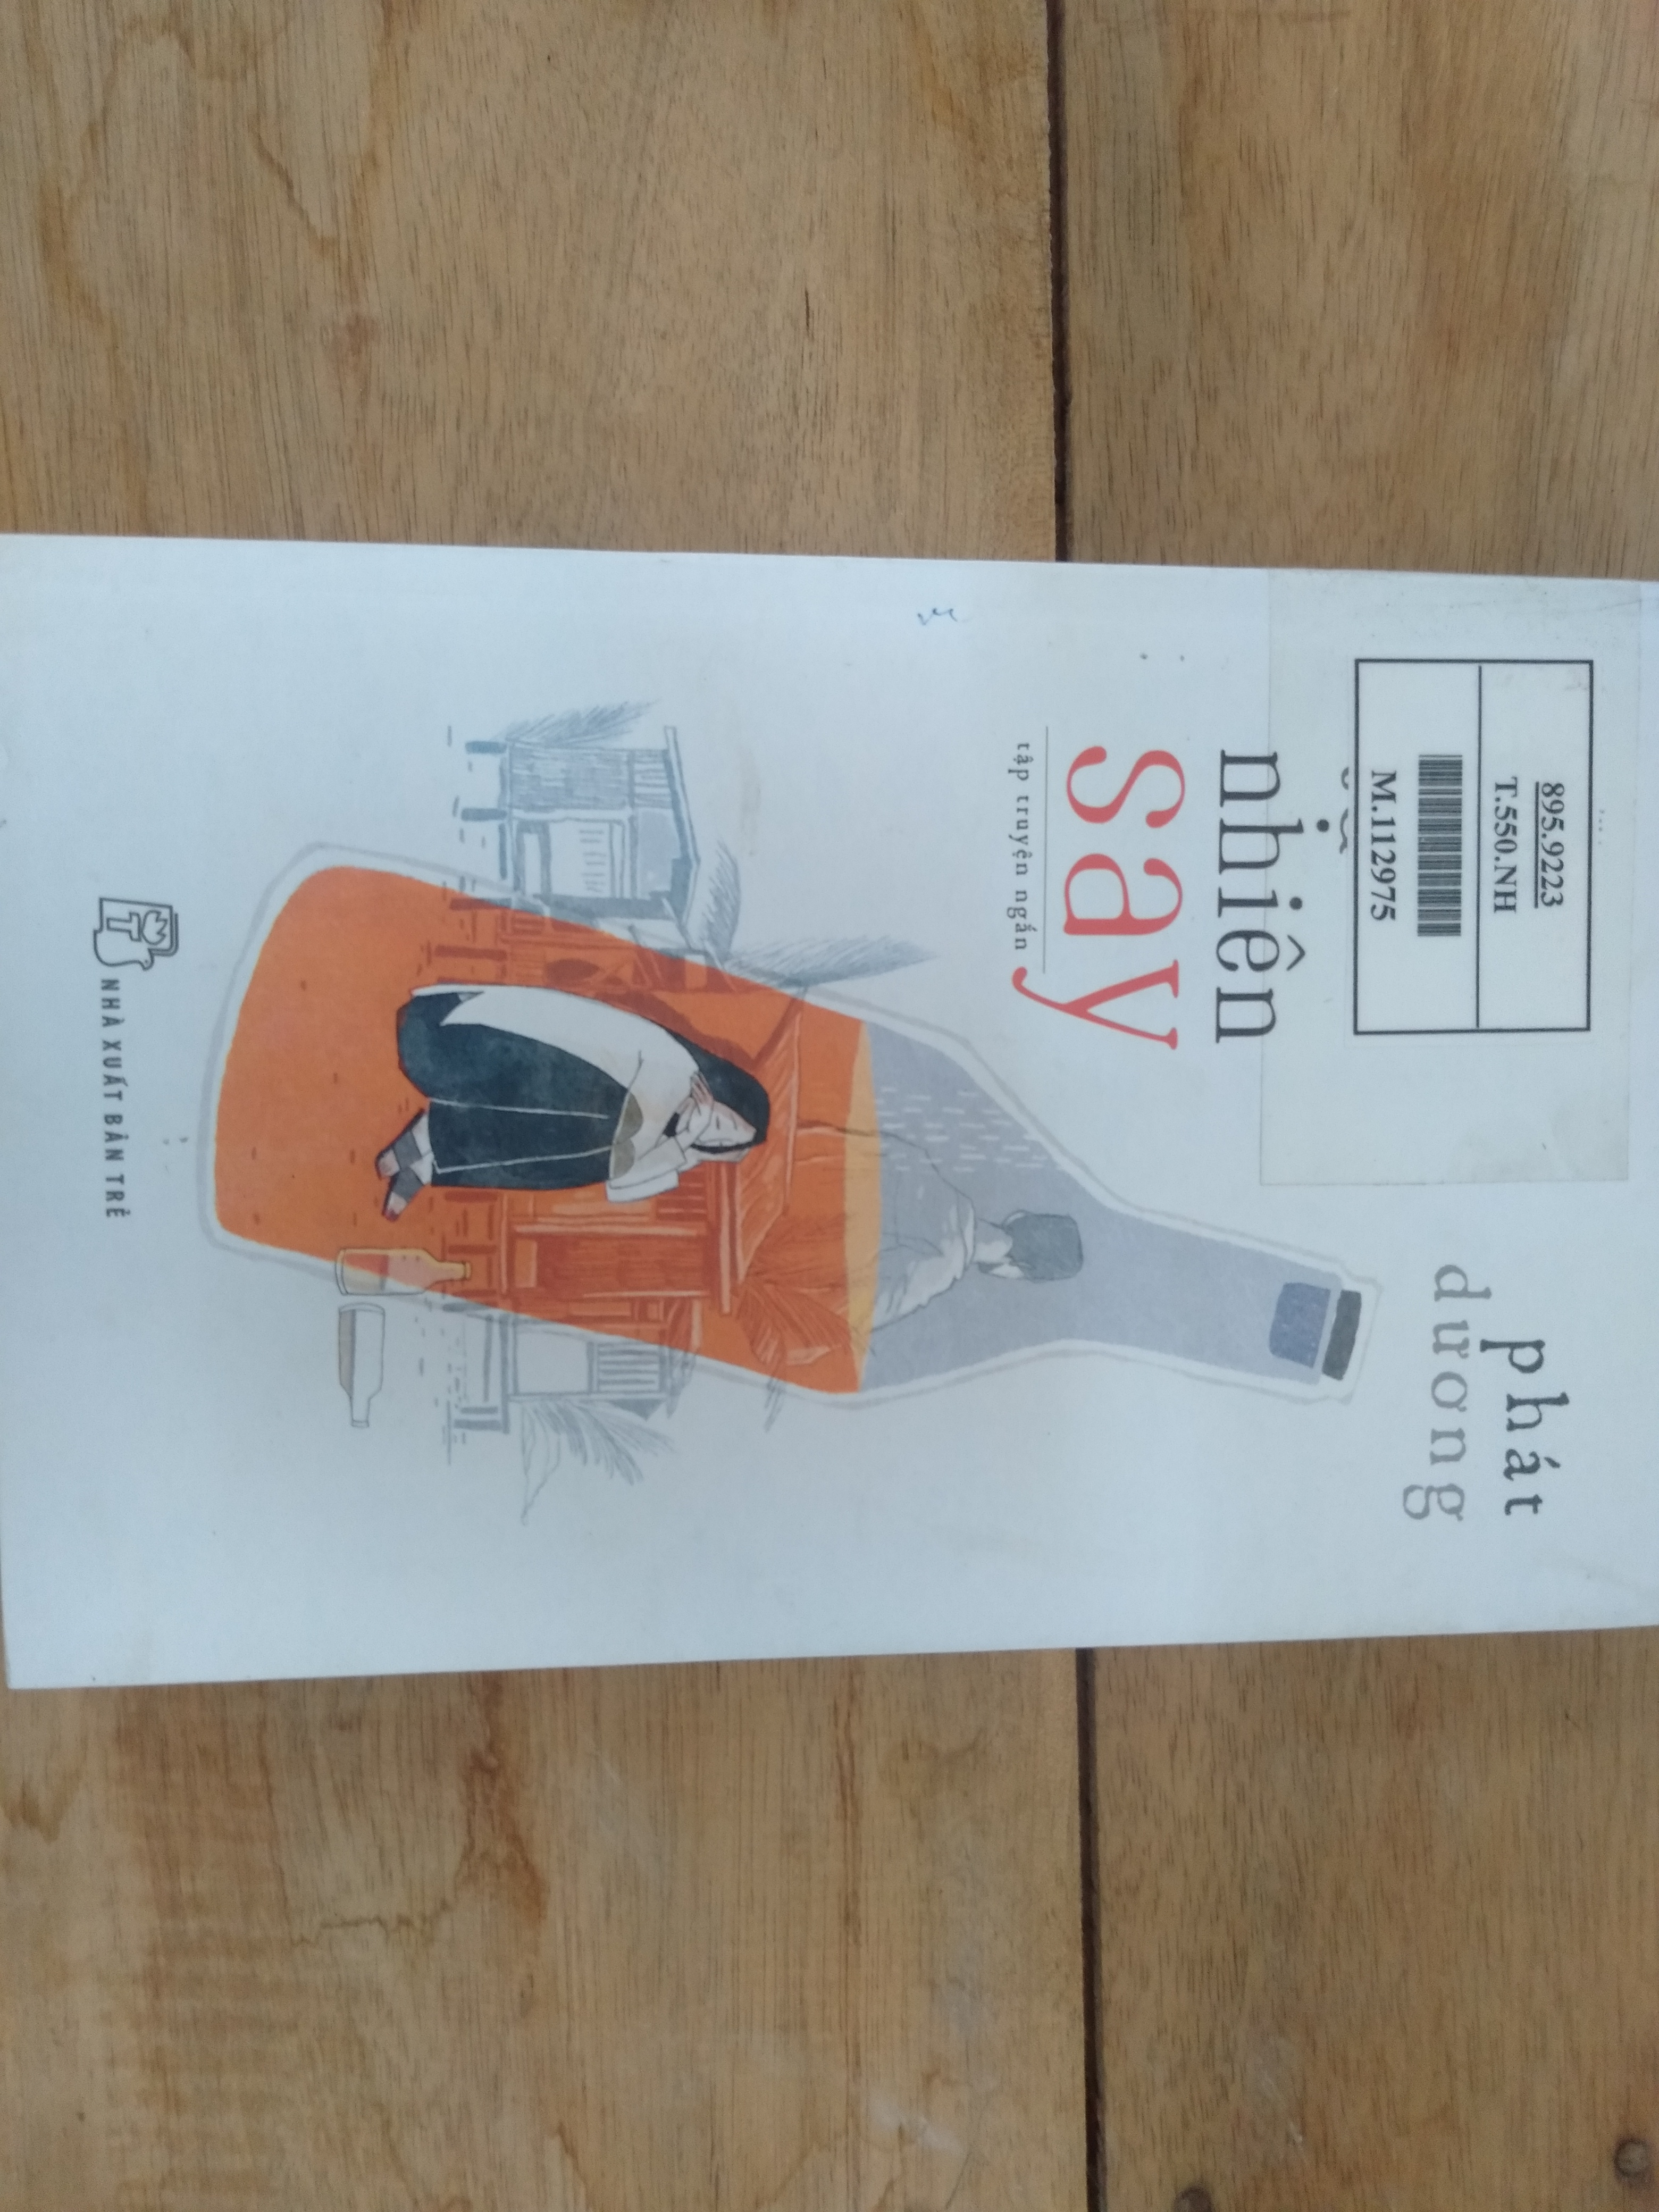 895.9223
T.550.NH
M.112975
phát
dương
nhiên
say
tập truyện ngắn
NHÀ XUẤT BẢN TRẺ